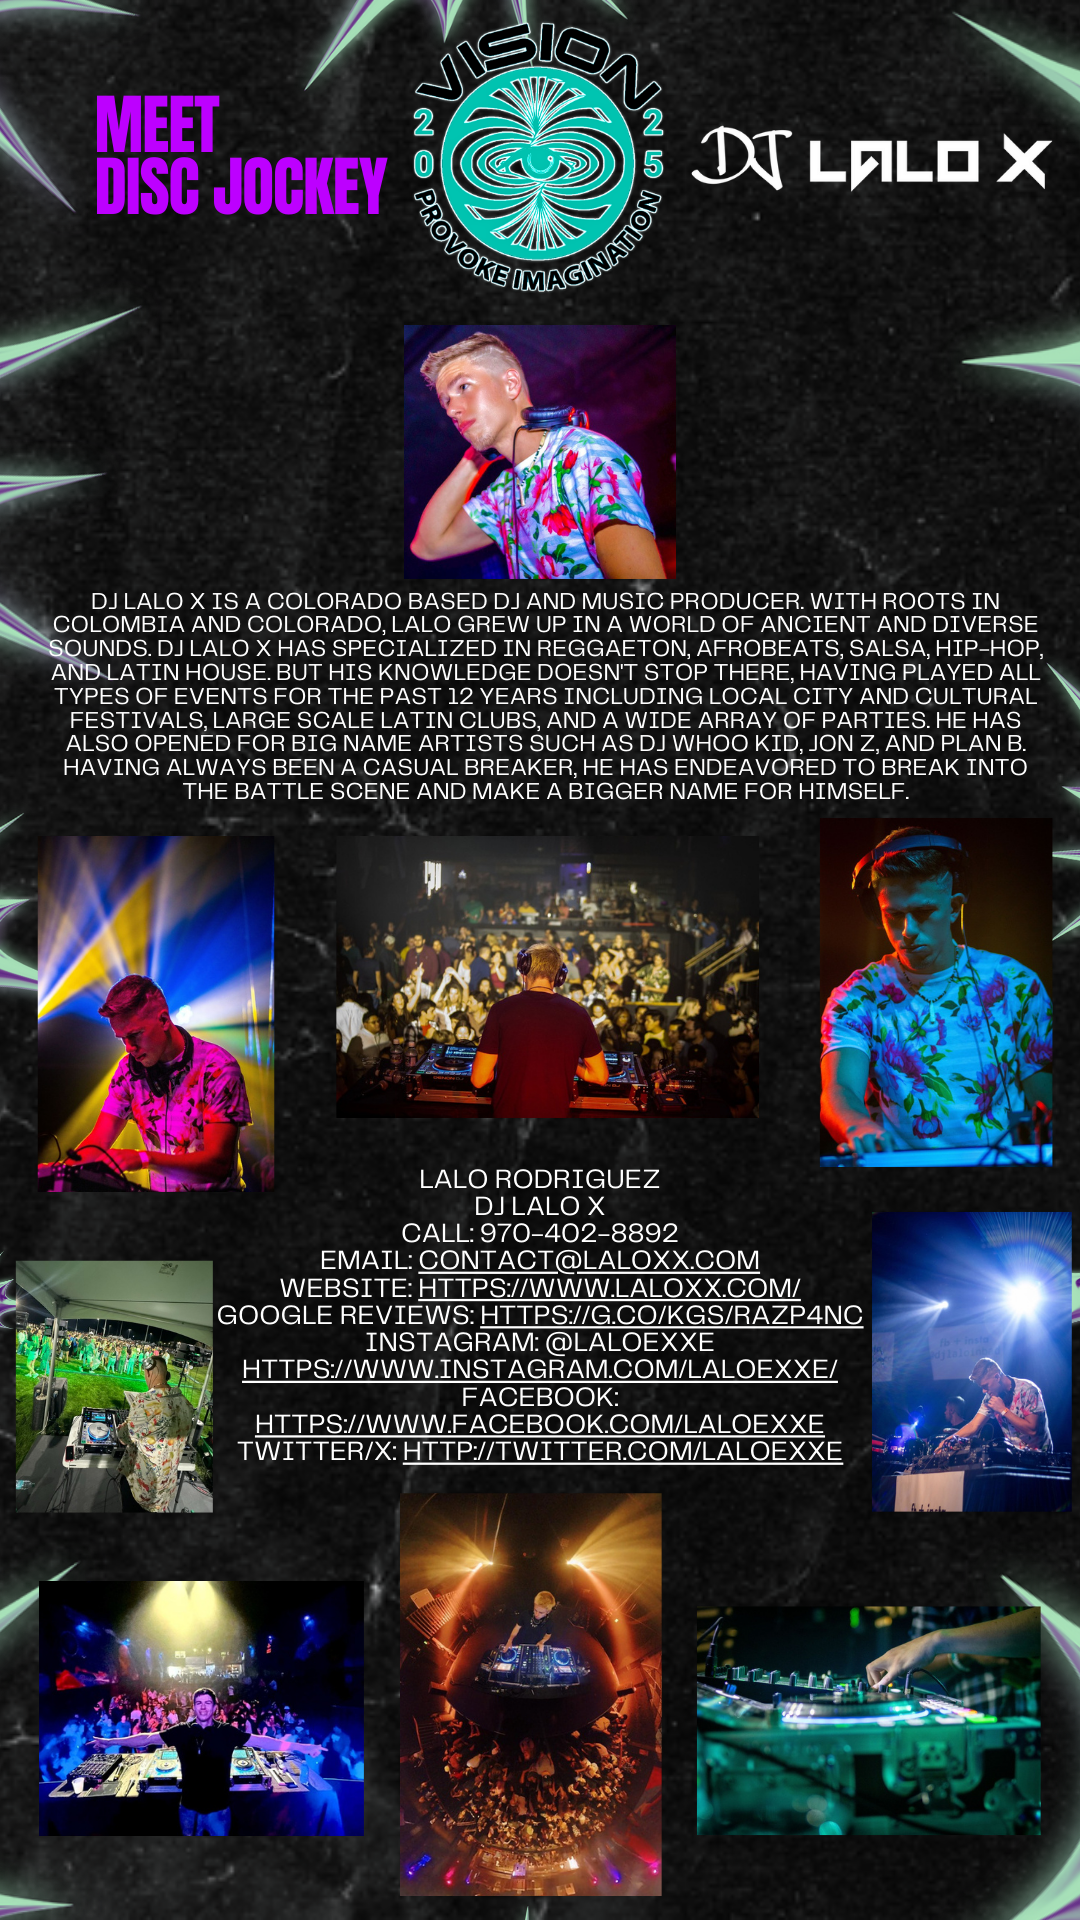 MEET
DISC JOCKEY
VISION
2025
PROVOKE IMAGINATION
DJ LALO X
DJ LALO X IS A COLORADO BASED DJ AND MUSIC PRODUCER. WITH ROOTS IN
COLOMBIA AND COLORADO, LALO GREW UP IN A WORLD OF ANCIENT AND DIVERSE
SOUNDS. DJ LALO X HAS SPECIALIZED IN REGGAETON, AFROBEATS, SALSA, HIP-HOP,
AND LATIN HOUSE. BUT HIS KNOWLEDGE DOESN'T STOP THERE, HAVING PLAYED ALL
TYPES OF EVENTS FOR THE PAST 12 YEARS INCLUDING LOCAL CITY AND CULTURAL
FESTIVALS, LARGE SCALE LATIN CLUBS, AND A WIDE ARRAY OF PARTIES. HE HAS
ALSO OPENED FOR BIG NAME ARTISTS SUCH AS DJ WHOO KID, JON Z, AND PLAN B.
HAVING ALWAYS BEEN A CASUAL BREAKER, HE HAS ENDEAVORED TO BREAK INTO
THE BATTLE SCENE AND MAKE A BIGGER NAME FOR HIMSELF.
LALO RODRIGUEZ
DJ LALO X
CALL: 970-402-8892
EMAIL: CONTACT@LALOXX.COM
WEBSITE: HTTPS://WWW.LALOXX.COM/
GOOGLE REVIEWS: HTTPS://G.CO/KGS/RAZP4NC
INSTAGRAM: @LALOEXXE
HTTPS://WWW.INSTAGRAM.COM/LALOEXXE/
FACEBOOK:
HTTPS://WWW.FACEBOOK.COM/LALOEXXE
TWITTER/X: HTTP://TWITTER.COM/LALOEXXE